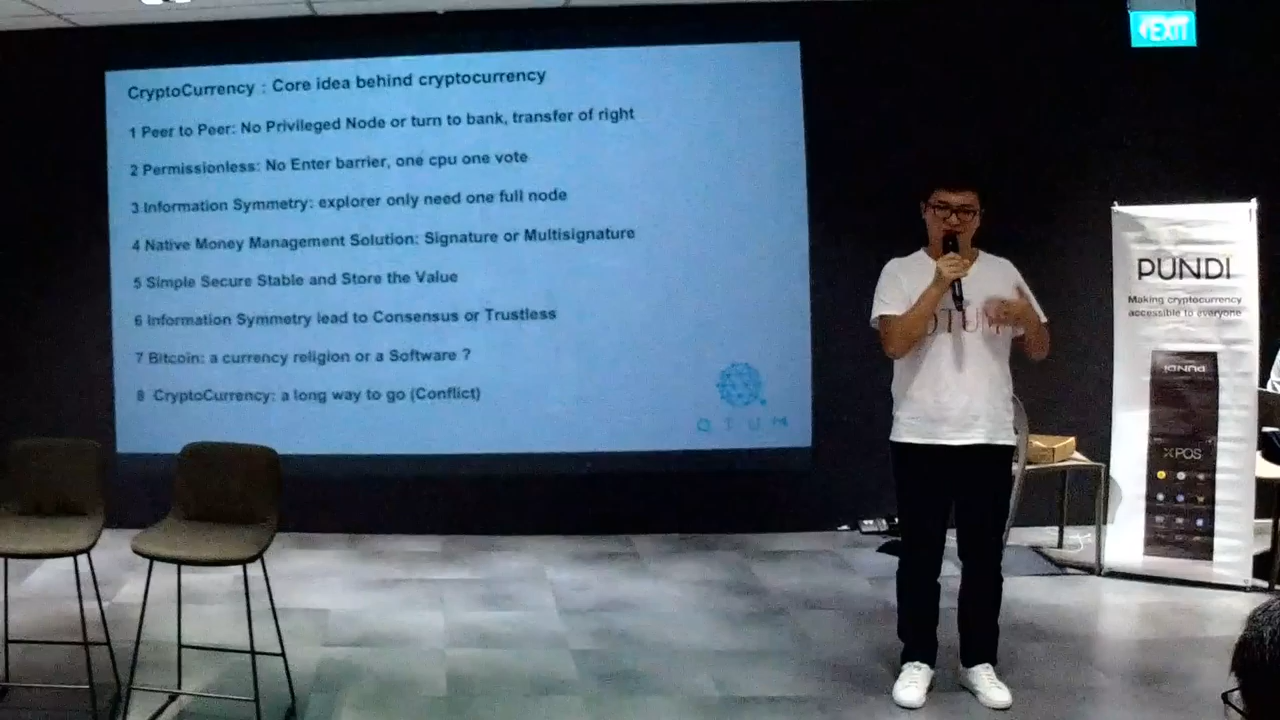 CryptoCurrency : Core idea behind cryptocurrency
1 Peer to Peer: No Privileged Node or turn to bank, transfer of right
2 Permissionless: No Enter barrier, one cpu one vote
3 Information Symmetry: explorer only need one full node
4 Native Money Management Solution: Signature or Multisignature
5 Simple Secure Stable and Store the Value
6 Information Symmetry lead to Consensus or Trustless
7 Bitcoin: a currency religion or a Software ?
8 CryptoCurrency: a long way to go (Conflict)
QTUM
EXIT
QTUM
PUNDI
Making cryptocurrency
accessible to everyone
PUNDI
XPOS